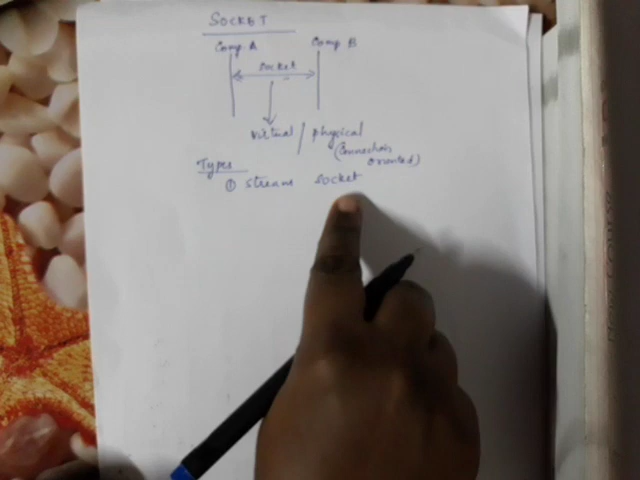 SOCKET
Comp A Comp B
Socket
Virtual / physical
(Connection
oriented)
Types
① Stream Socket